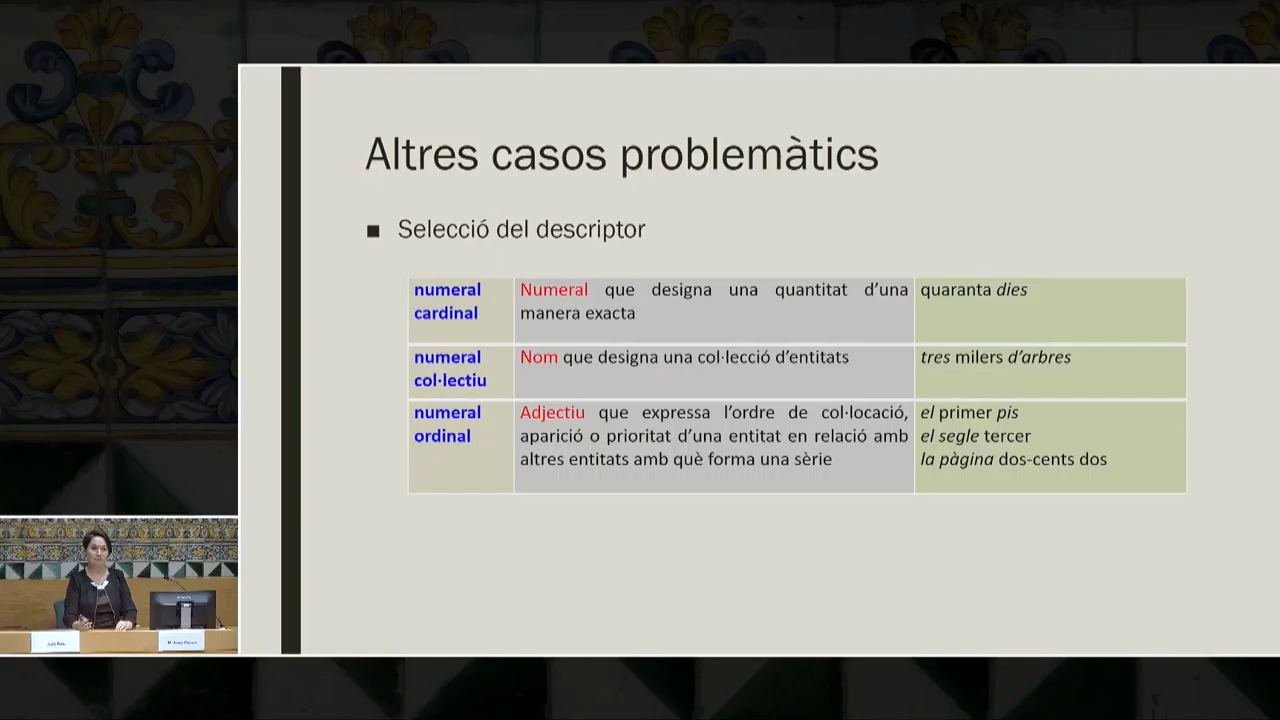 Altres casos problemàtics
■ Selecció del descriptor
numeral
cardinal
Numeral que designa una quantitat d'una
manera exacta
quaranta dies
numeral
col·lectiu
Nom que designa una col·lecció d'entitats
tres milers d'arbres
numeral
ordinal
Adjectiu que expressa l'ordre de col·locació,
aparició o prioritat d'una entitat en relació amb
altres entitats amb què forma una sèrie
el primer pis
el segle tercer
la pàgina dos-cents dos